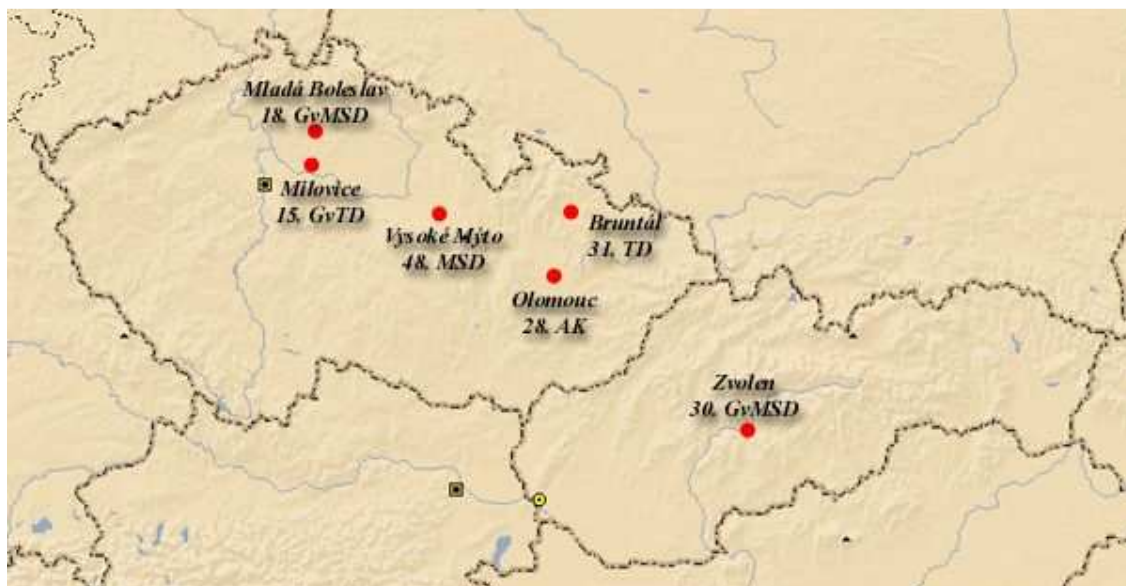 Mladá Boleslav
18. GvMSD
Milovice
15. GvTD
Vysoké Mýto
48. MSD
Bruntál
31. TD
Olomouc
28. AK
Zvolen
30. GvMSD